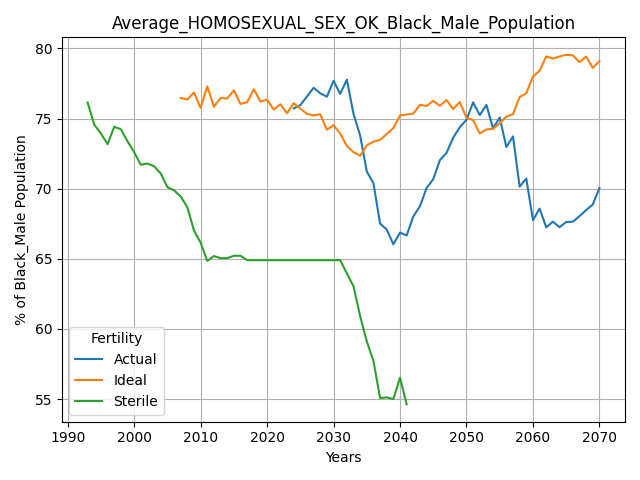 Average_HOMOSEXUAL_SEX_OK_Black_Male_Population
% of Black_Male Population
80
75
70
65
60
55
Fertility
Actual
Ideal
Sterile
1990 2000 2010 2020 2030 2040 2050 2060 2070
Years